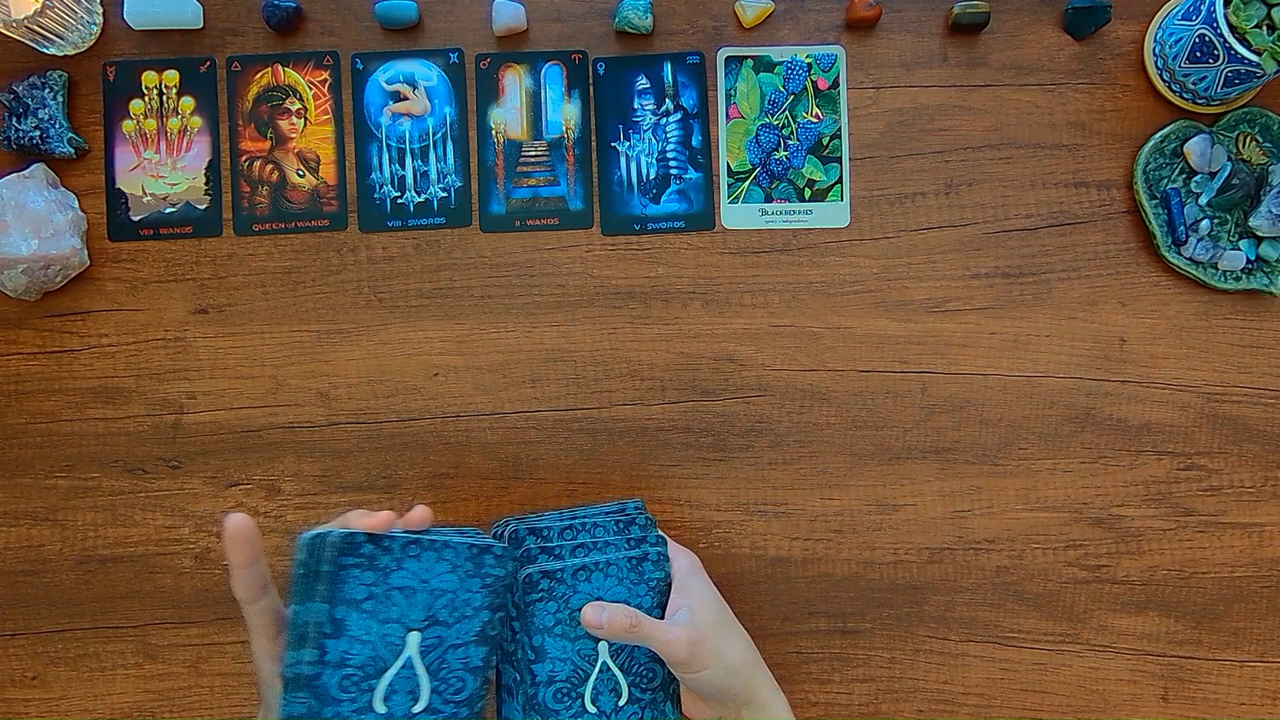 VIII · WANDS
QUEEN of WANDS
VIII · SWORDS
II · WANDS
V · SWORDS
BLACKBERRIES